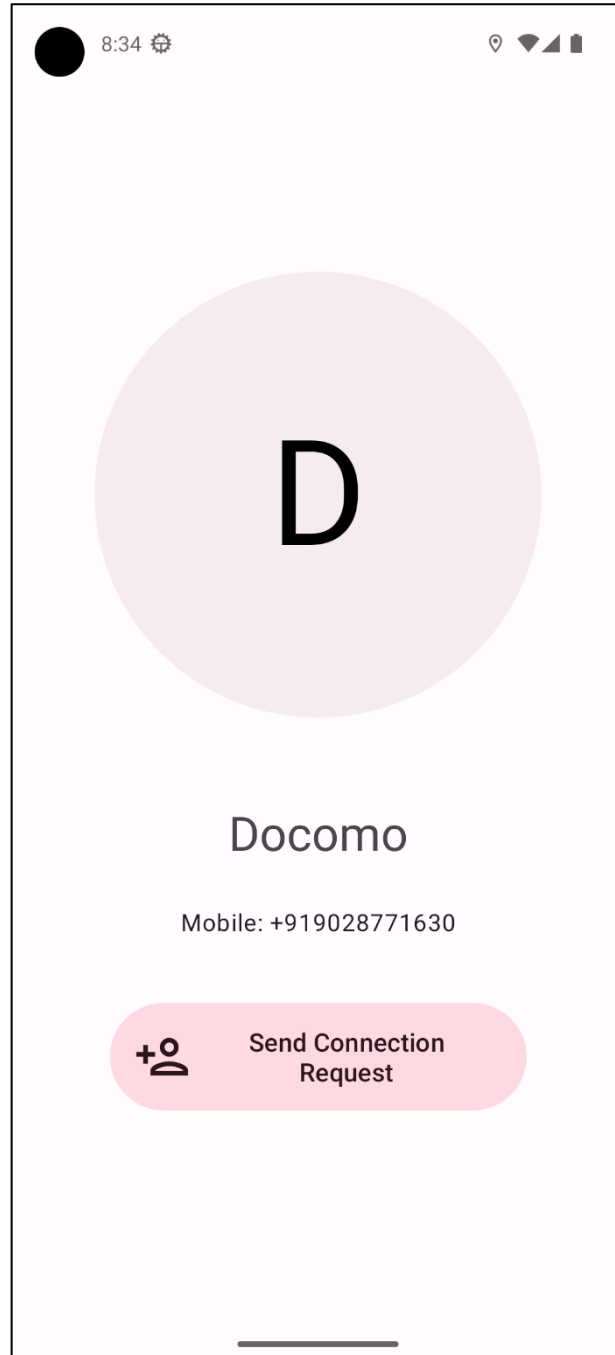 8:34
D
Docomo
Mobile: +919028771630
Send Connection
Request